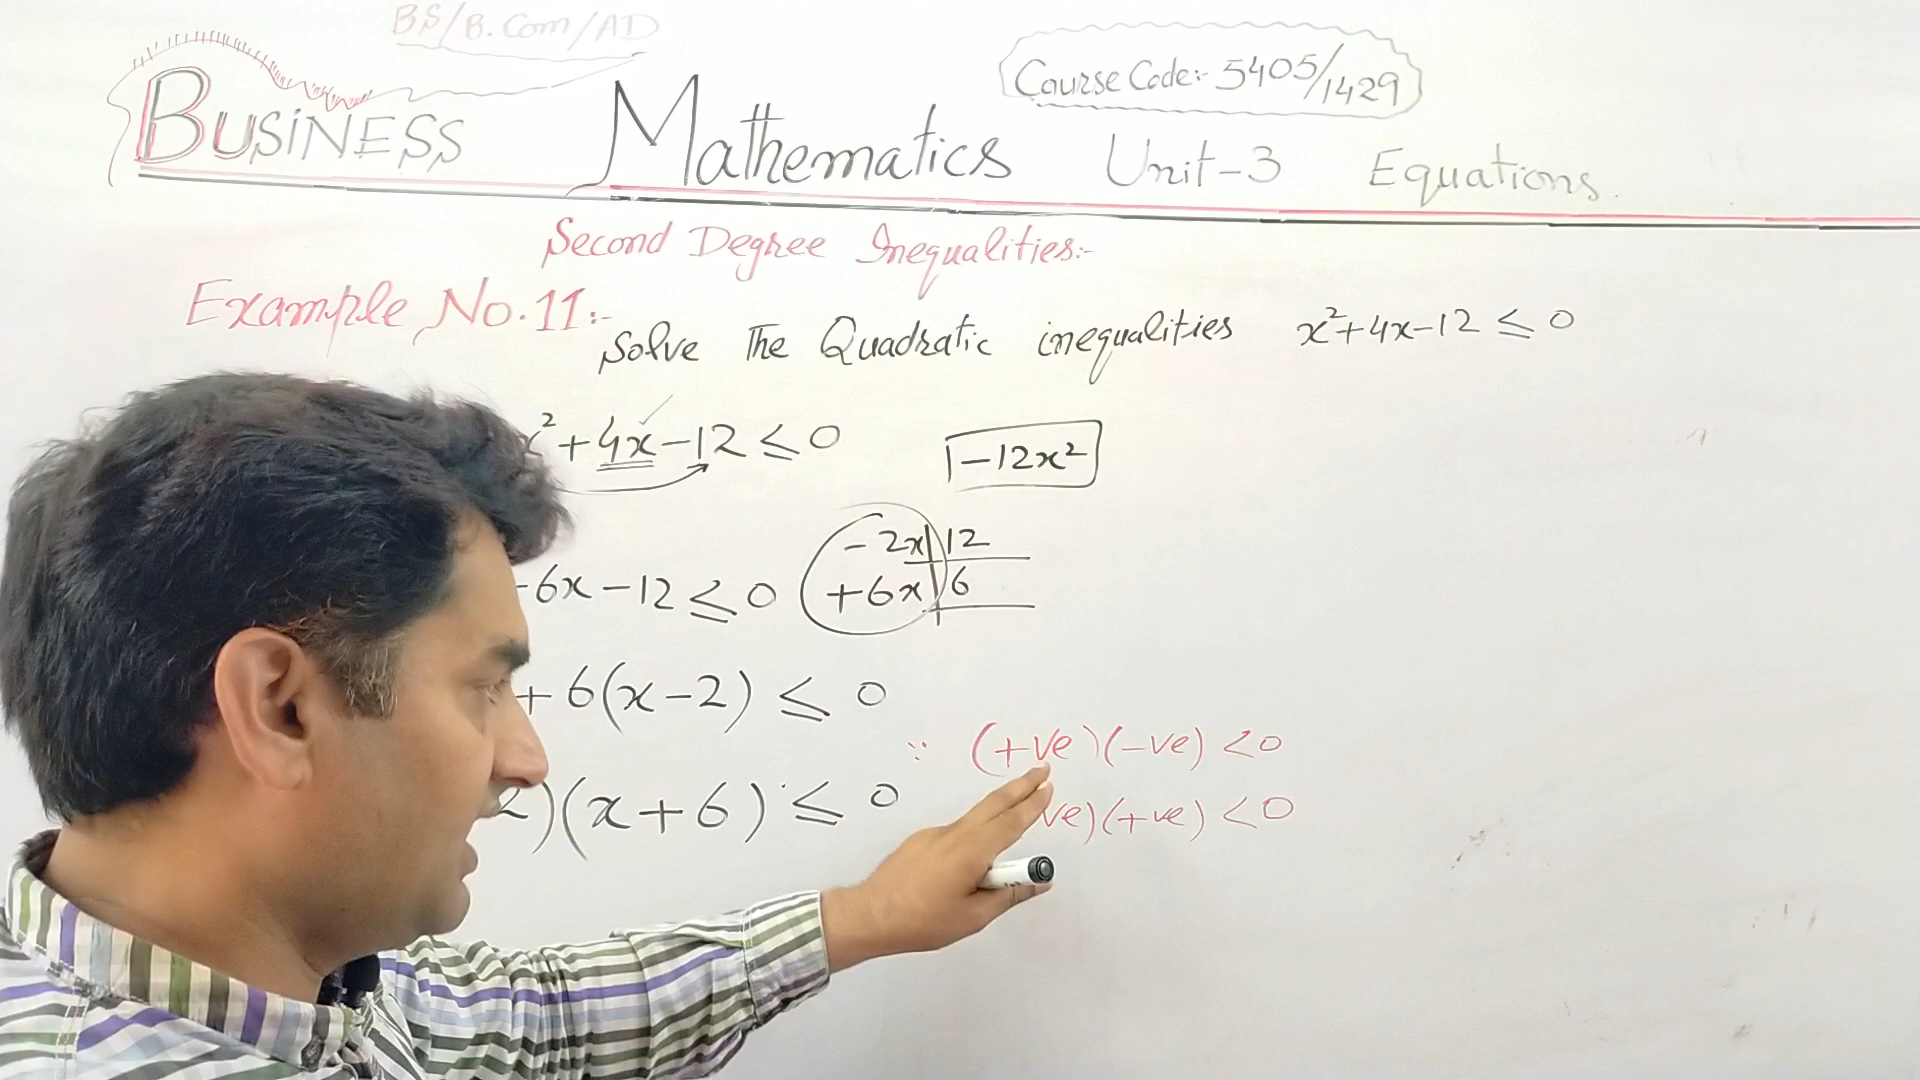 BS/B.Com/AD
Course Code:- 5405/1429
BUSiNESS Mathematics Unit-3 Equations.
Second Degree Inequalities:-
Example No.11:-
Solve The Quadratic inequalities x²+4x-12 ≤ 0
x²+4x-12 ≤ 0
-12x²
-2x 12
6x-12 ≤ 0 +6x 6
+ 6(x-2) ≤ 0
∵ (+ve)(-ve) <0
2)(x+6) ≤ 0 ve)(+ve) <0